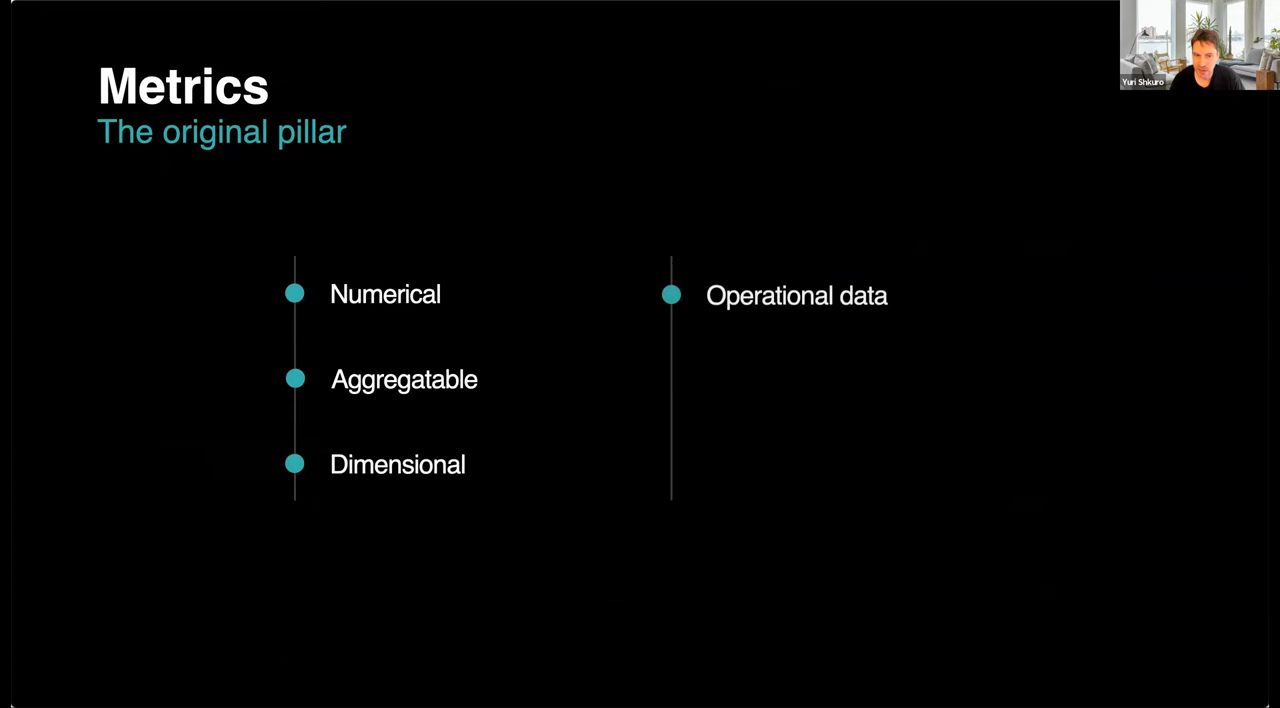 Metrics
The original pillar
Yuri Shkuro
Numerical
Aggregatable
Dimensional
Operational data